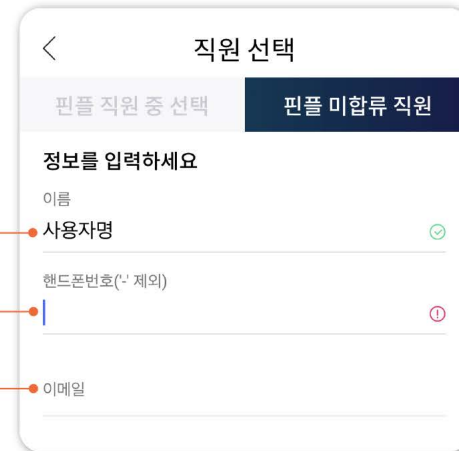 직원 선택
핀플 직원 중 선택
핀플 미합류 직원
정보를 입력하세요
이름
사용자명
핸드폰번호('-' 제외)
이메일